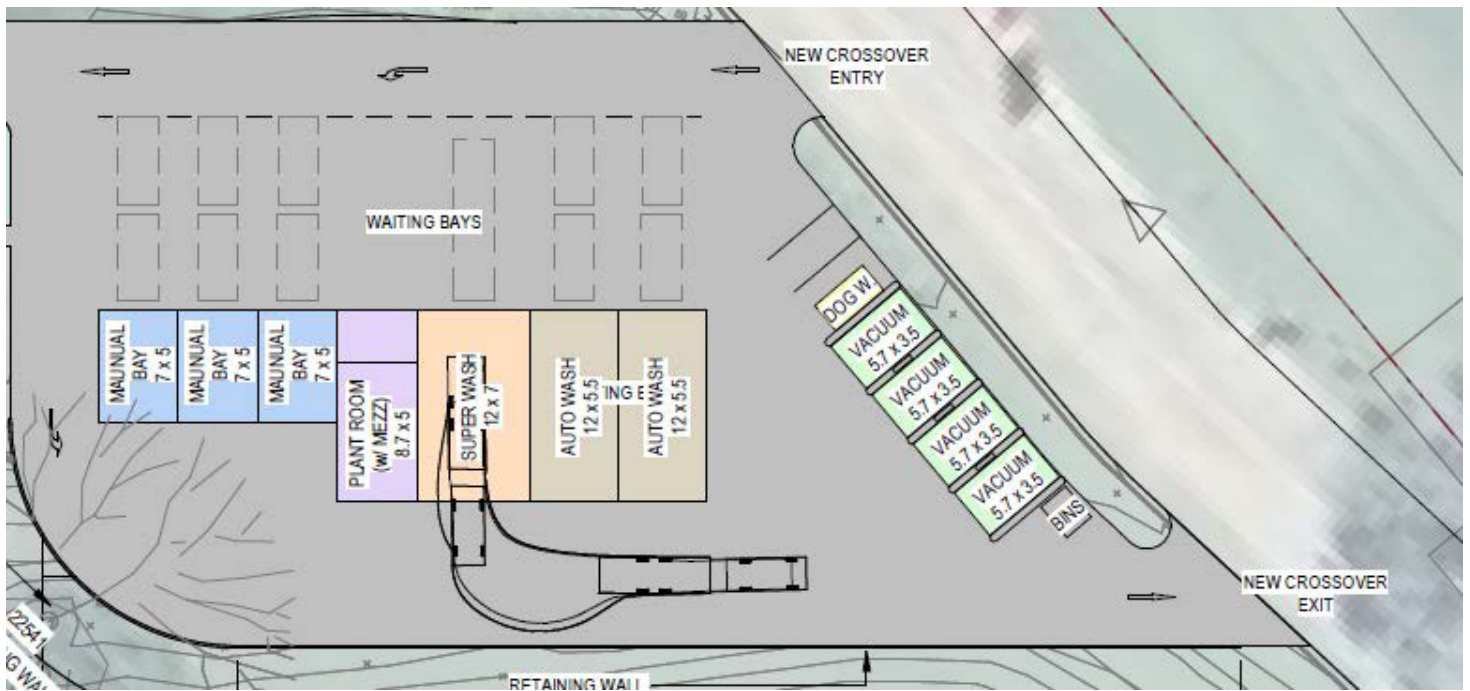 NEW CROSSOVER
ENTRY
WAITING BAYS
MAUNUAL
BAY
7 x 5
MAUNUAL
BAY
7 x 5
MAUNUAL
BAY
7 x 5
PLANT ROOM
(w/ MEZZ)
8.7 x 5
SUPER WASH
12 x 7
AUTO WASH
12 x 5.5
TING E
AUTO WASH
12 x 5.5
DOG W.
VACUUM
5.7 x 3.5
VACUUM
5.7 x 3.5
VACUUM
5.7 x 3.5
VACUUM
5.7 x 3.5
BINS
NEW CROSSOVER
EXIT
22541
RETAINING WALL